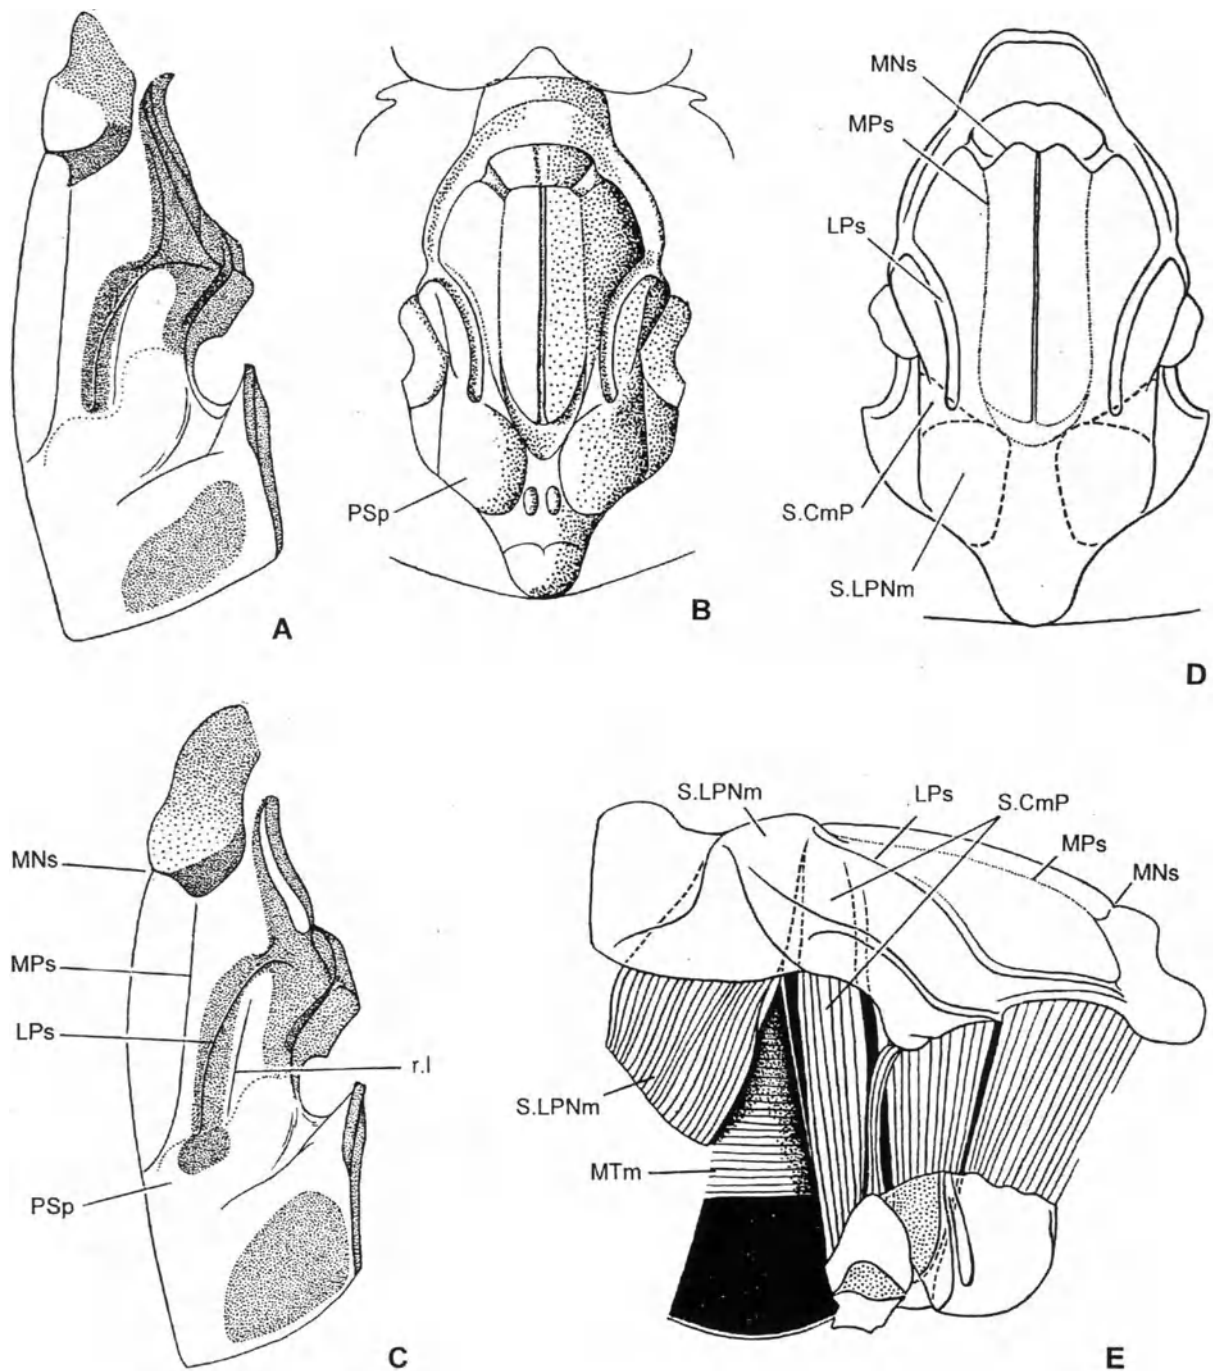 A
PSp
B
MNs
MPs
LPs
S.CmP
S.LPNm
D
MNs
MPs
LPs
r.l
PSp
C
S.LPNm
LPs
S.CmP
MPs
MNs
S.LPNm
MTm
E